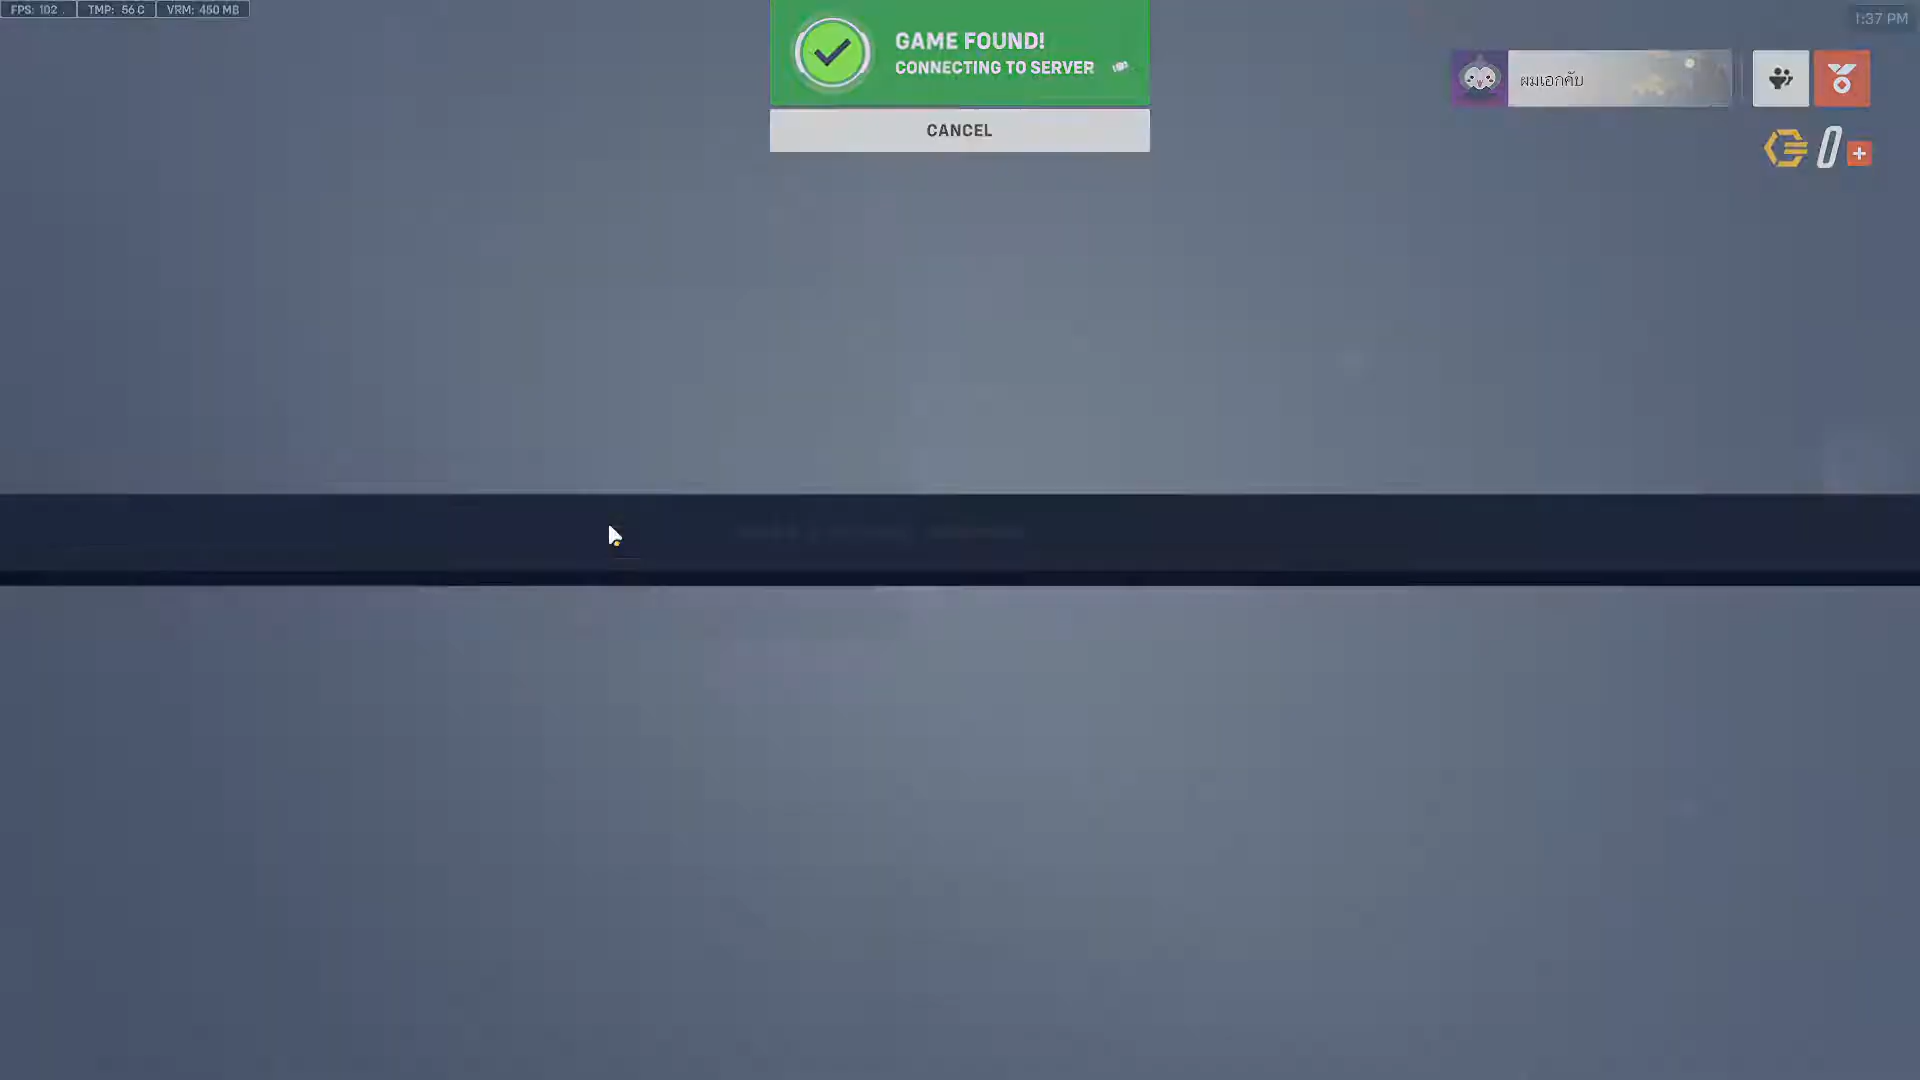 FPS: 102
TMP: 56 C
VRM: 450 MB
1:37 PM
GAME FOUND!
CONNECTING TO SERVER
CANCEL
ผมเอกคับ
0